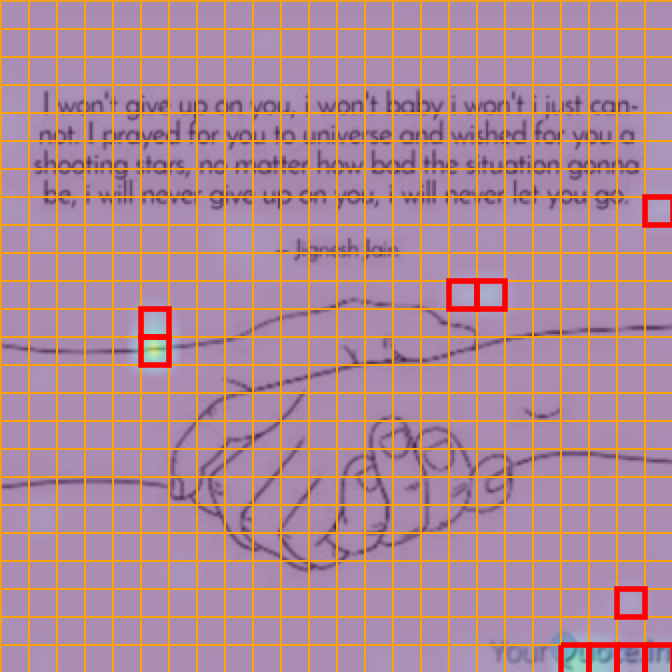 I won't give up on you, i won't baby i won't i just can-
not. I prayed for you to universe and wished for you a
shooting stars, no matter how bad the situation gonna
be, i will never give up on you, i will never let you go.
-- Jignesh Jain
YourQuote.in